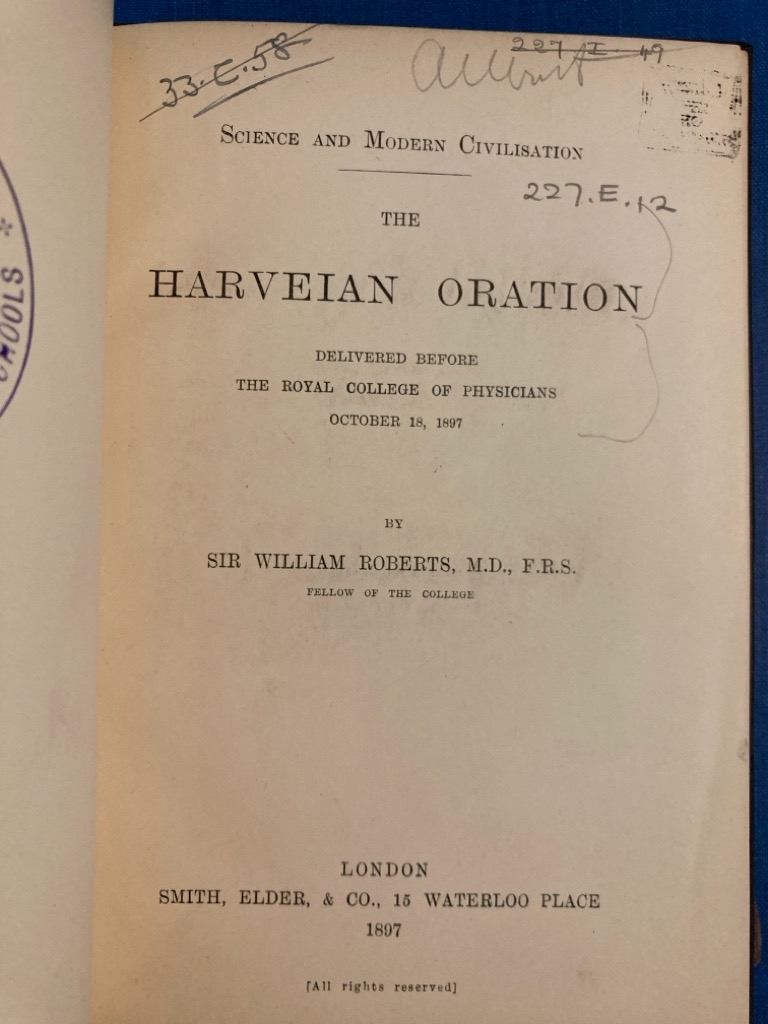 33.E.58
227 I. 49
SCIENCE AND MODERN CIVILISATION
227.E.12
THE
HARVEIAN ORATION
DELIVERED BEFORE
THE ROYAL COLLEGE OF PHYSICIANS
OCTOBER 18, 1897
BY
SIR WILLIAM ROBERTS, M.D., F.R.S.
FELLOW OF THE COLLEGE
LONDON
SMITH, ELDER, & CO., 15 WATERLOO PLACE
1897
[All rights reserved]